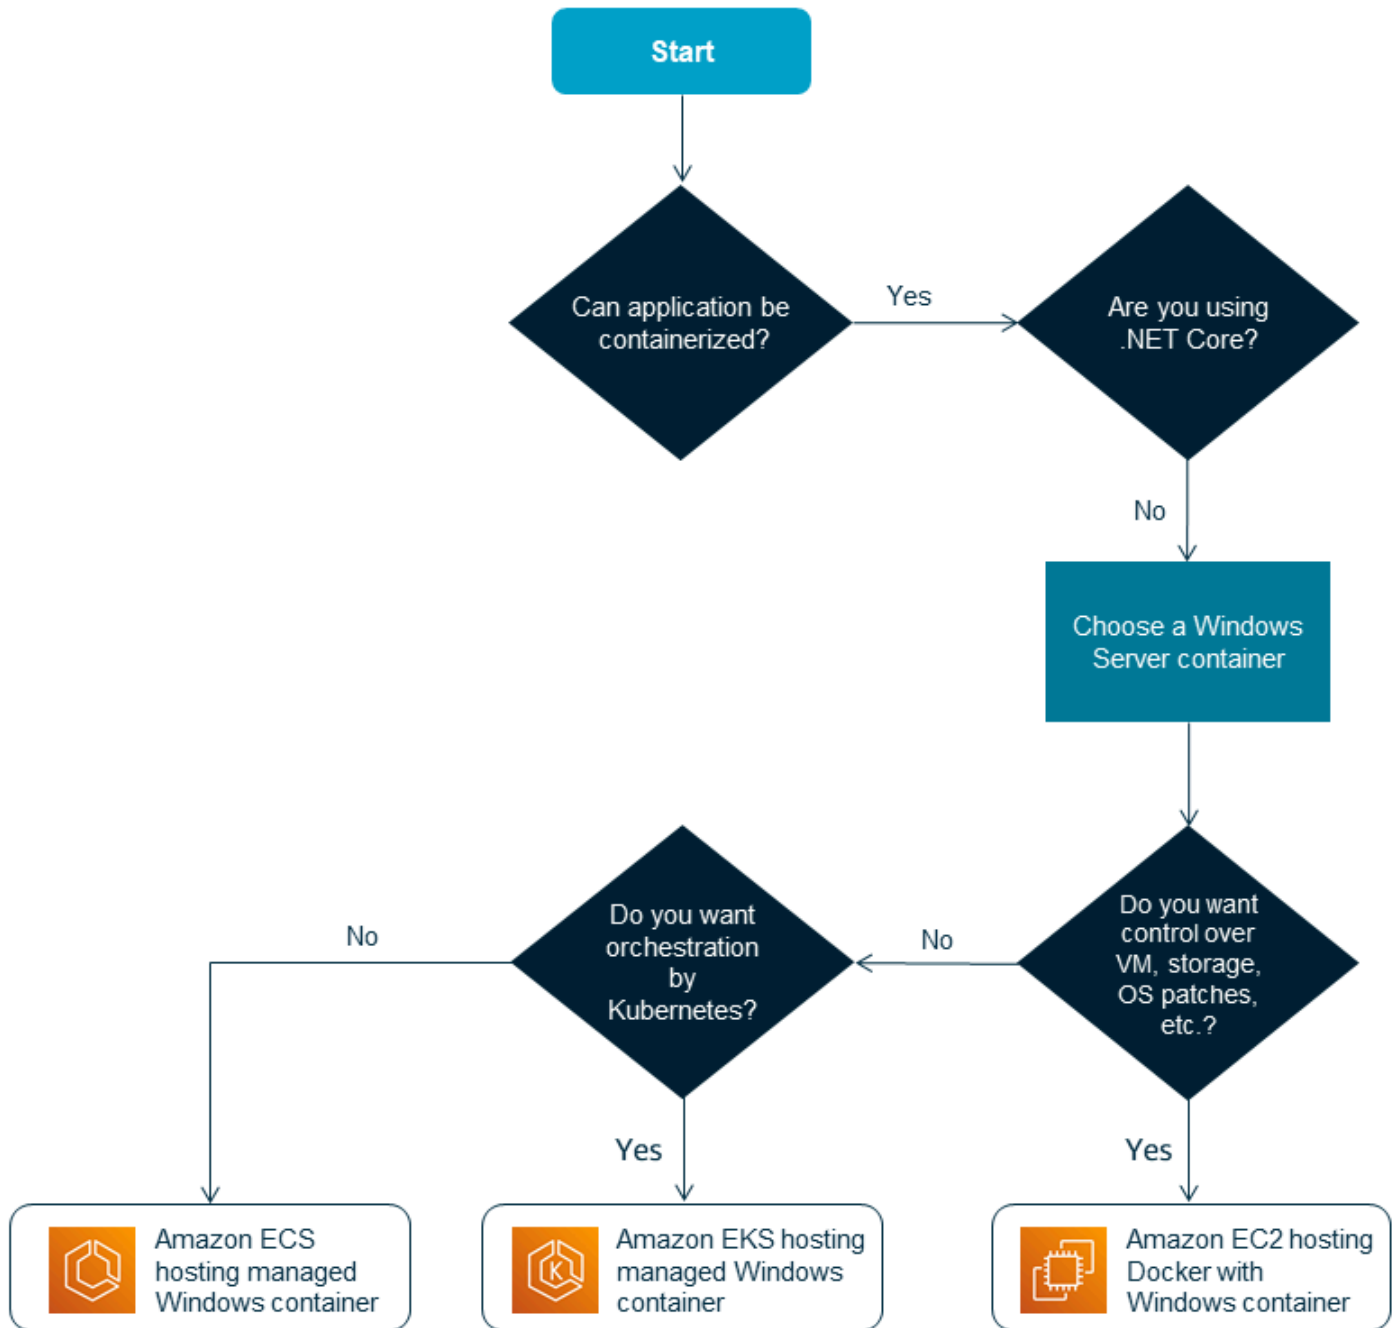 Start
Can application be
containerized?
Yes
Are you using
.NET Core?
No
Choose a Windows
Server container
Do you want
control over
VM, storage,
OS patches,
etc.?
No
Do you want
orchestration
by
Kubernetes?
No
Yes
Yes
Amazon ECS
hosting managed
Windows container
Amazon EKS hosting
managed Windows
container
Amazon EC2 hosting
Docker with
Windows container